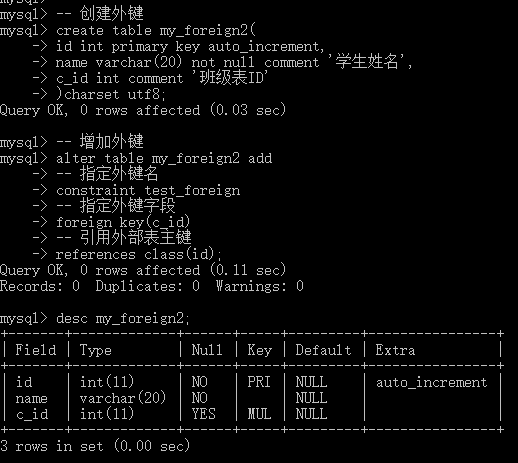 mysql> -- 创建外键
mysql> create table my_foreign2(
    -> id int primary key auto_increment,
    -> name varchar(20) not null comment '学生姓名',
    -> c_id int comment '班级表ID'
    -> )charset utf8;
Query OK, 0 rows affected (0.03 sec)

mysql> -- 增加外键
mysql> alter table my_foreign2 add
    -> -- 指定外键名
    -> constraint test_foreign
    -> -- 指定外键字段
    -> foreign key(c_id)
    -> -- 引用外部表主键
    -> references class(id);
Query OK, 0 rows affected (0.11 sec)
Records: 0  Duplicates: 0  Warnings: 0

mysql> desc my_foreign2;
+-------+-------------+------+-----+---------+----------------+
| Field | Type        | Null | Key | Default | Extra          |
+-------+-------------+------+-----+---------+----------------+
| id    | int(11)     | NO   | PRI | NULL    | auto_increment |
| name  | varchar(20) | NO   |     | NULL    |                |
| c_id  | int(11)     | YES  | MUL | NULL    |                |
+-------+-------------+------+-----+---------+----------------+
3 rows in set (0.00 sec)